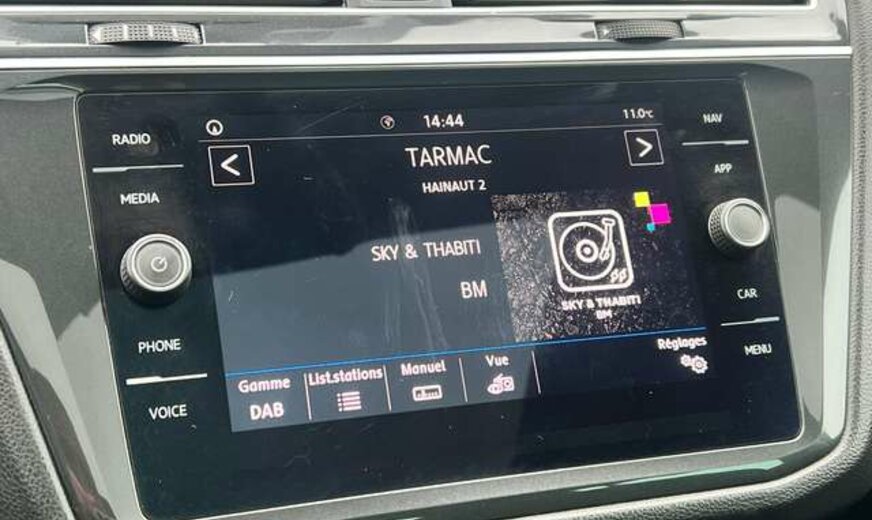 RADIO
MEDIA
PHONE
VOICE
14:44
11.0°C
<
TARMAC
>
HAINAUT 2
SKY & THABITI
BM
SKY & THABITI
BM
Réglages
Gamme
DAB
List.stations
Manuel
Vue
NAV
APP
CAR
MENU